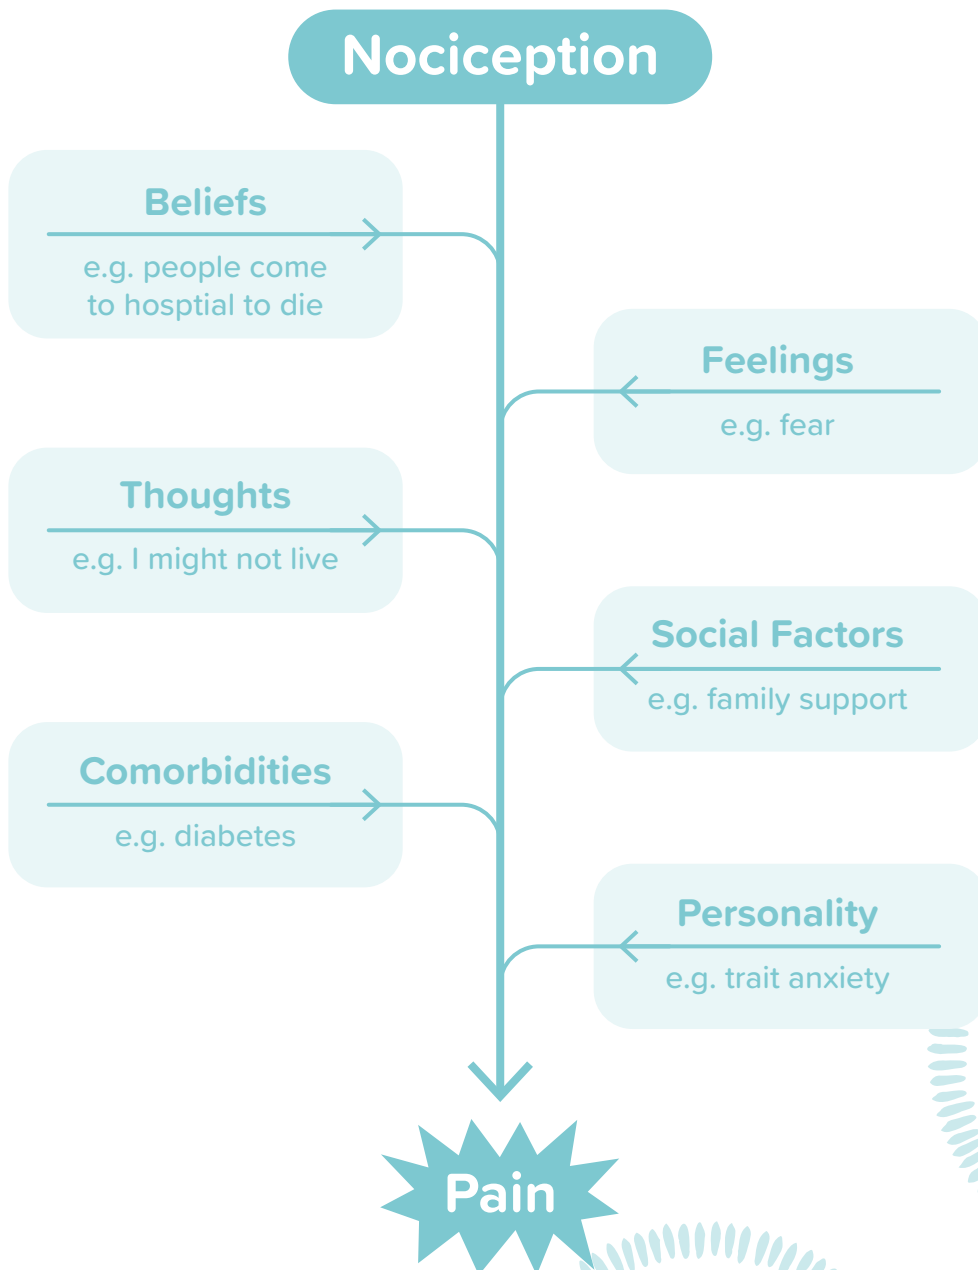 Nociception
Beliefs
e.g. people come
to hosptial to die
Feelings
e.g. fear
Thoughts
e.g. I might not live
Social Factors
e.g. family support
Comorbidities
e.g. diabetes
Personality
e.g. trait anxiety
Pain